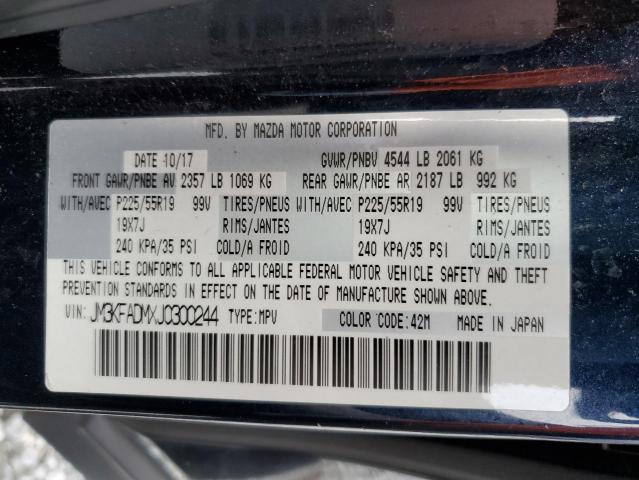 MFD. BY MAZDA MOTOR CORPORATION
DATE 10/17 GVWR/PNBV 4544 LB 2061 KG
FRONT GAWR/PNBE AV 2357 LB 1069 KG REAR GAWR/PNBE AR 2187 LB 992 KG
WITH/AVEC P225/55R19 99V TIRES/PNEUS WITH/AVEC P225/55R19 99V TIRES/PNEUS
19X7J RIMS/JANTES 19X7J RIMS/JANTES
240 KPA/35 PSI COLD/A FROID 240 KPA/35 PSI COLD/A FROID
THIS VEHICLE CONFORMS TO ALL APPLICABLE FEDERAL MOTOR VEHICLE SAFETY AND THEFT
PREVENTION STANDARDS IN EFFECT ON THE DATE OF MANUFACTURE SHOWN ABOVE.
VIN: JM3KFADMXJ0300244 TYPE: MPV COLOR CODE: 42M MADE IN JAPAN